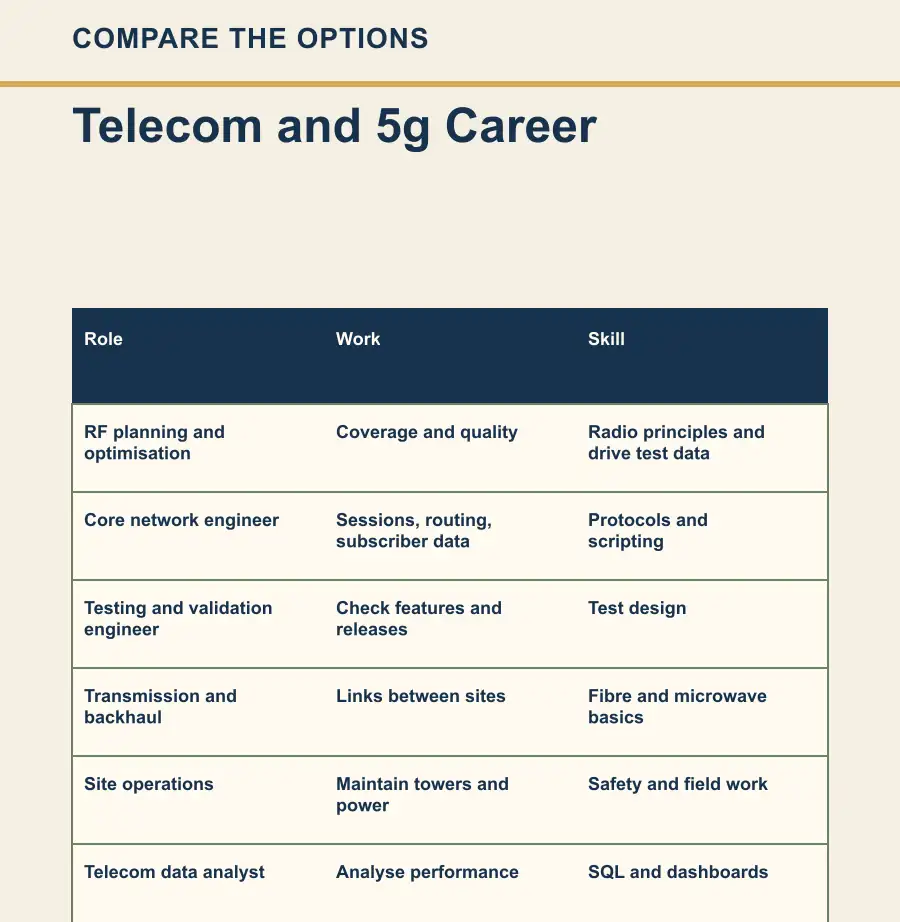 COMPARE THE OPTIONS
Telecom and 5g Career
Role Work Skill
RF planning and optimisation Coverage and quality Radio principles and drive test data
Core network engineer Sessions, routing, subscriber data Protocols and scripting
Testing and validation engineer Check features and releases Test design
Transmission and backhaul Links between sites Fibre and microwave basics
Site operations Maintain towers and power Safety and field work
Telecom data analyst Analyse performance SQL and dashboards